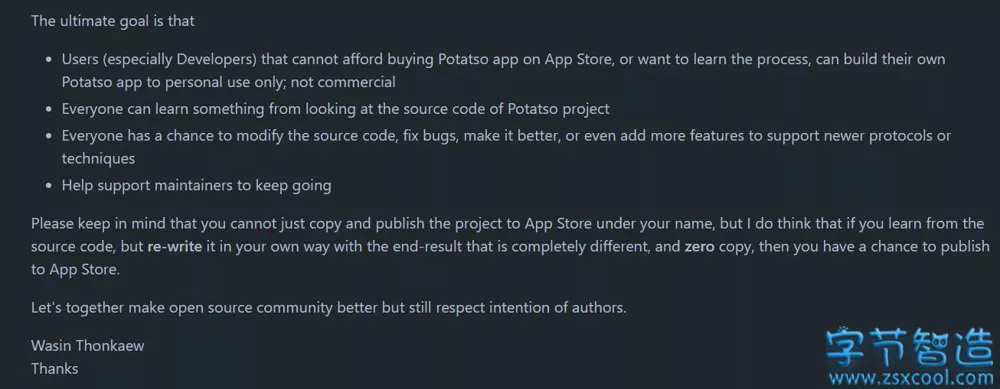 The ultimate goal is that
Users (especially Developers) that cannot afford buying Potatso app on App Store, or want to learn the process, can build their own
Potatso app to personal use only; not commercial
Everyone can learn something from looking at the source code of Potatso project
Everyone has a chance to modify the source code, fix bugs, make it better, or even add more features to support newer protocols or
techniques
Help support maintainers to keep going
Please keep in mind that you cannot just copy and publish the project to App Store under your name, but I do think that if you learn from the
source code, but re-write it in your own way with the end-result that is completely different, and zero copy, then you have a chance to publish
to App Store.
Let's together make open source community better but still respect intention of authors.
Wasin Thonkaew
Thanks
字节智造
www.zsxcool.com